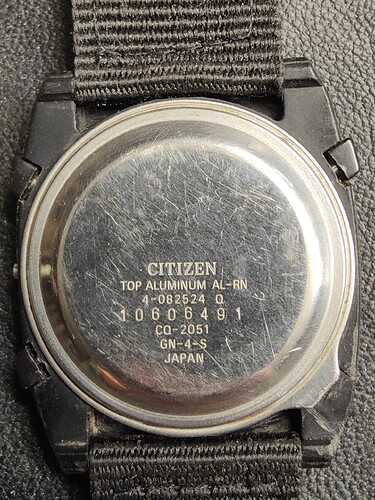 CITIZEN
TOP ALUMINUM AL-RN
4-082524 Q
10606491
CQ-2051
GN-4-S
JAPAN